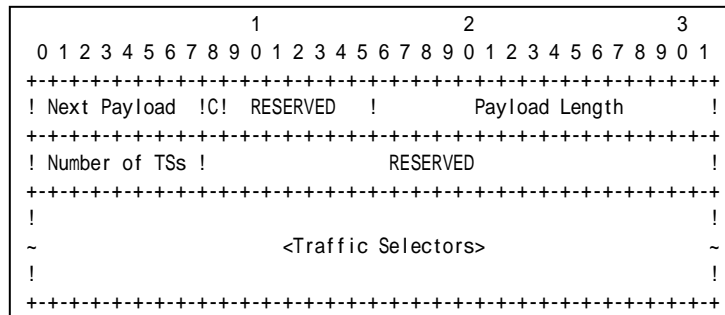 1                   2                   3
0 1 2 3 4 5 6 7 8 9 0 1 2 3 4 5 6 7 8 9 0 1 2 3 4 5 6 7 8 9 0 1
+-+-+-+-+-+-+-+-+-+-+-+-+-+-+-+-+-+-+-+-+-+-+-+-+-+-+-+-+-+-+-+-+
! Next Payload  !C!  RESERVED   !         Payload Length        !
+-+-+-+-+-+-+-+-+-+-+-+-+-+-+-+-+-+-+-+-+-+-+-+-+-+-+-+-+-+-+-+-+
! Number of TSs !                 RESERVED                      !
+-+-+-+-+-+-+-+-+-+-+-+-+-+-+-+-+-+-+-+-+-+-+-+-+-+-+-+-+-+-+-+-+
!                                                               !
~                       <Traffic Selectors>                     ~
!                                                               !
+-+-+-+-+-+-+-+-+-+-+-+-+-+-+-+-+-+-+-+-+-+-+-+-+-+-+-+-+-+-+-+-+